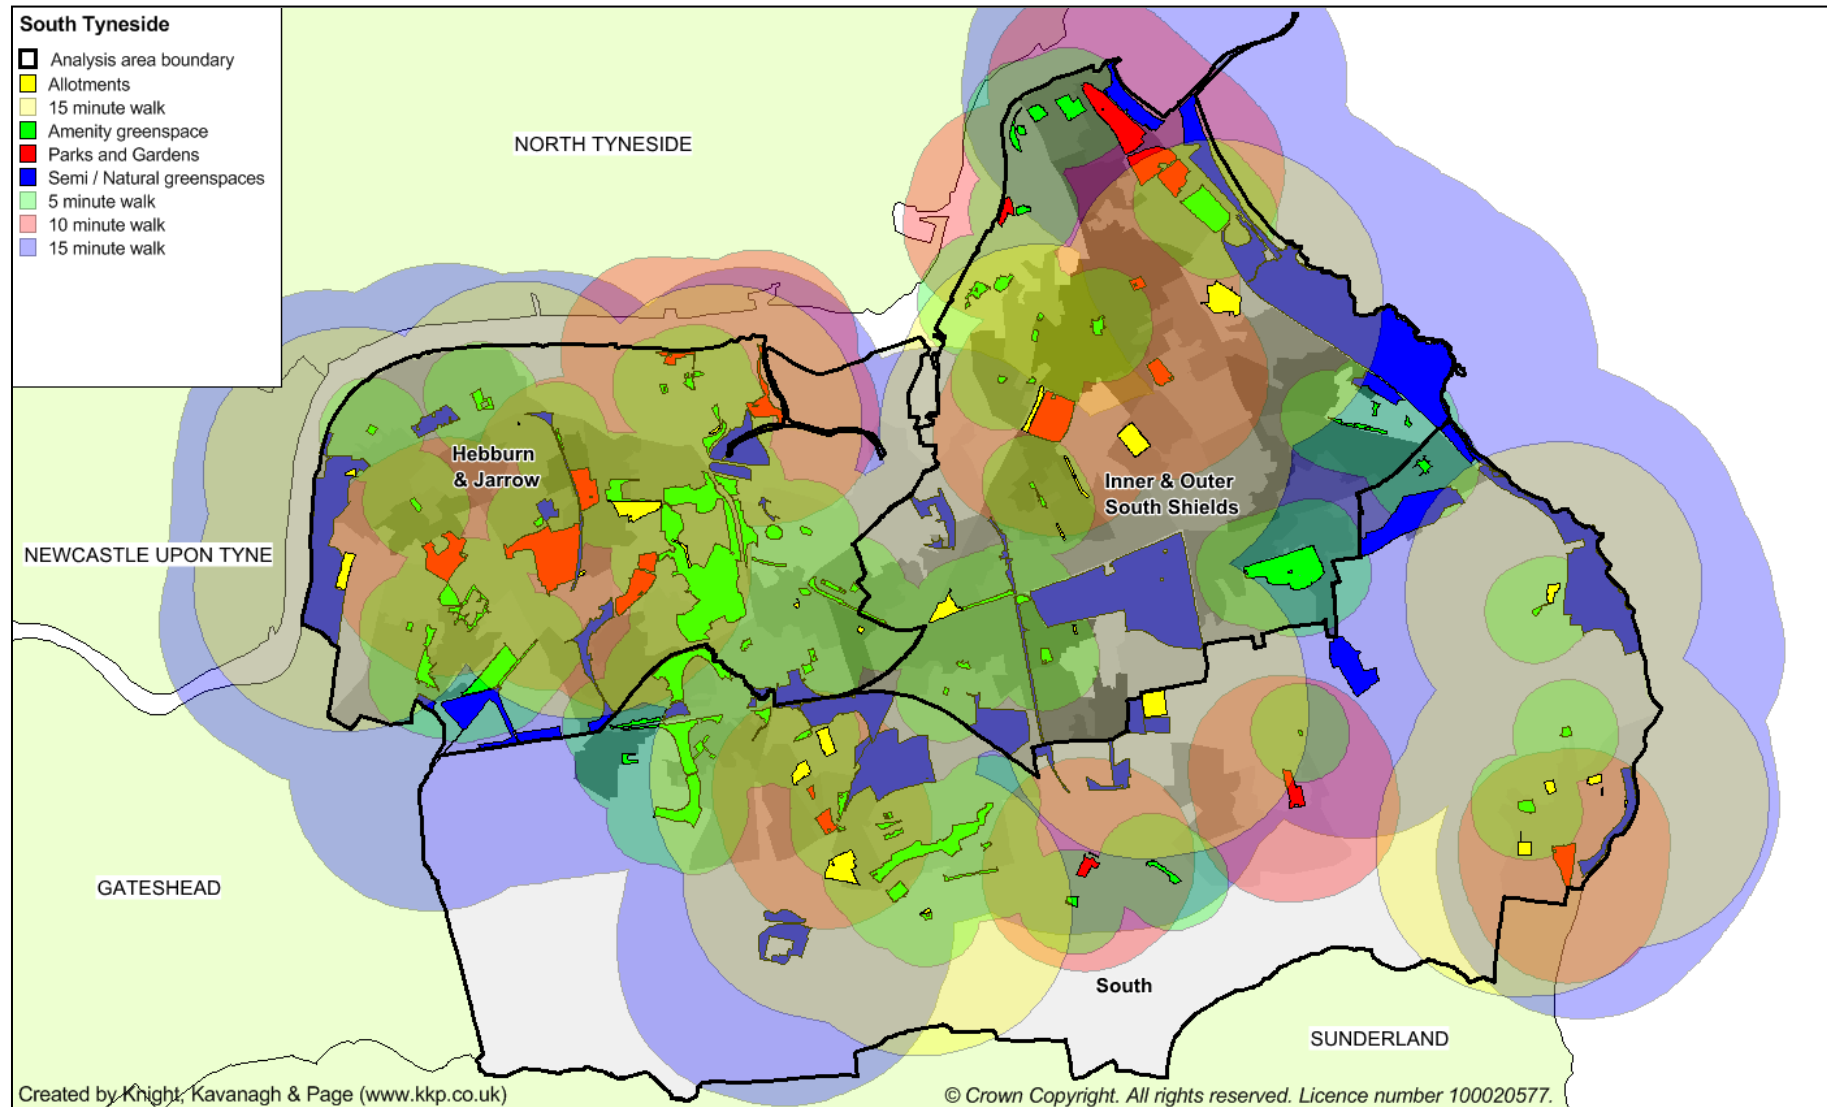 South Tyneside
Analysis area boundary
Allotments
15 minute walk
Amenity greenspace
Parks and Gardens
Semi / Natural greenspaces
5 minute walk
10 minute walk
15 minute walk
NORTH TYNESIDE
Hebburn
& Jarrow
Inner & Outer
South Shields
NEWCASTLE UPON TYNE
GATESHEAD
South
SUNDERLAND
Created by Knight, Kavanagh & Page (www.kkp.co.uk)
© Crown Copyright. All rights reserved. Licence number 100020577.